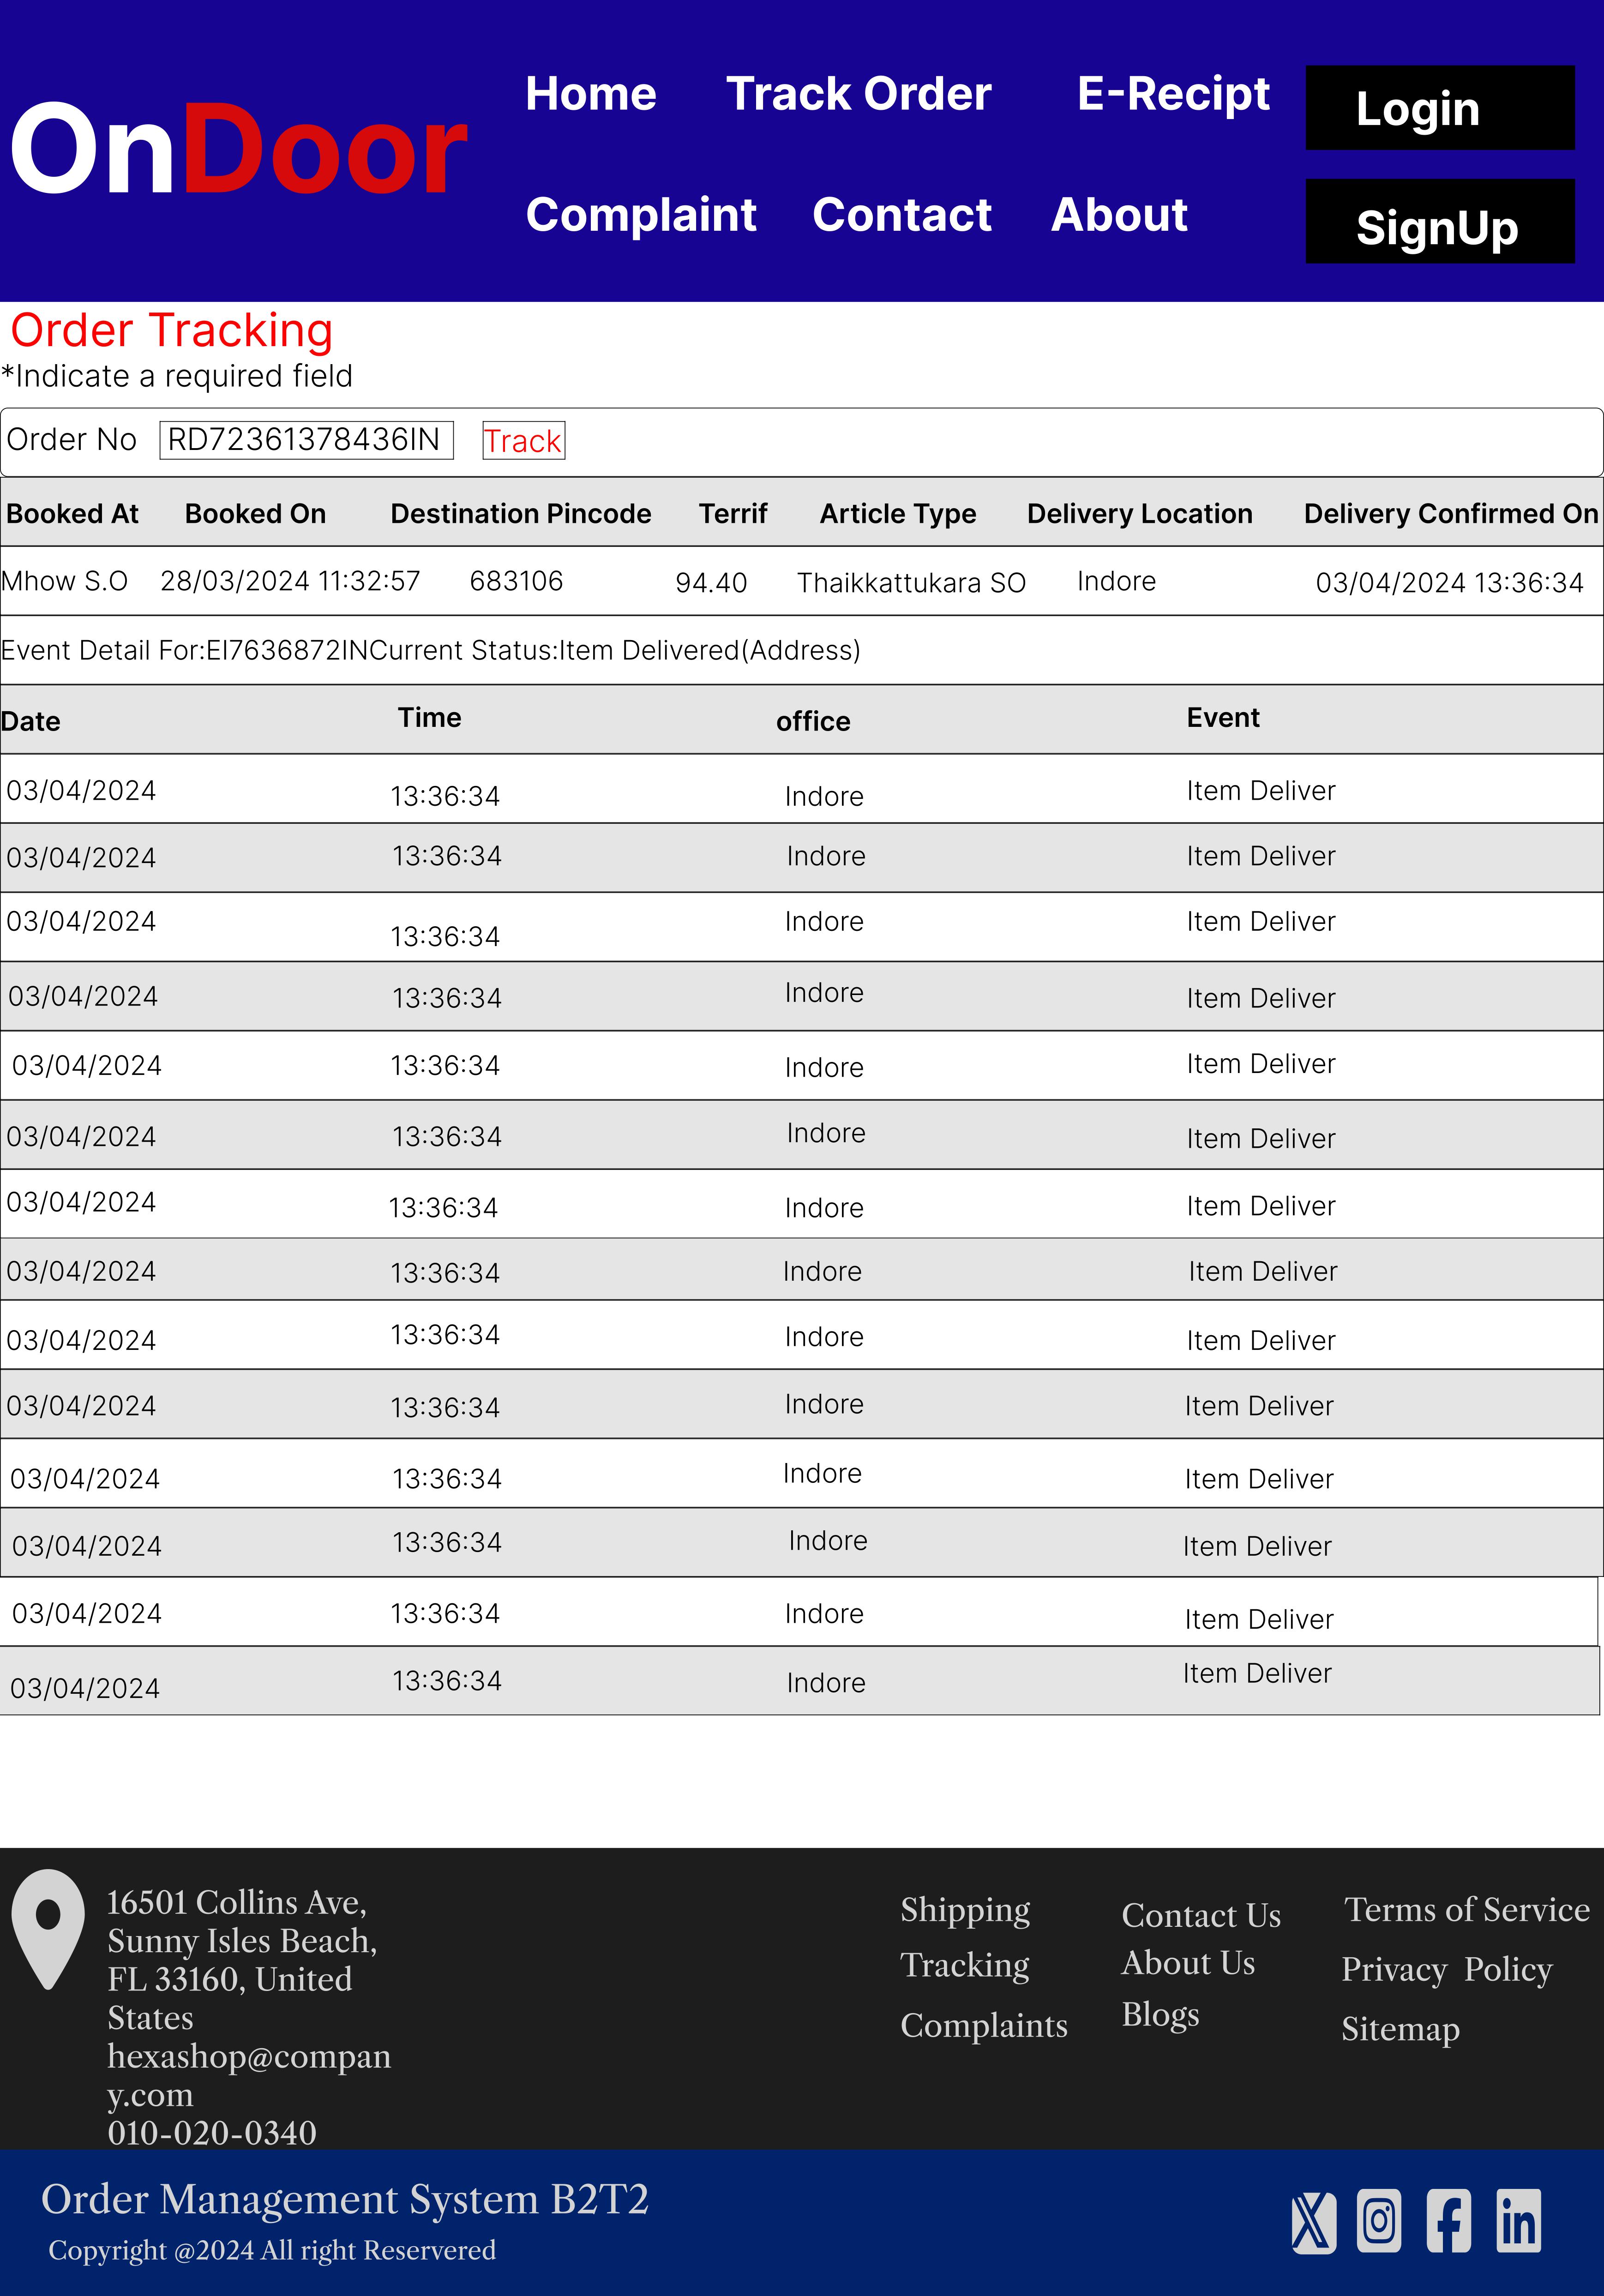 OnDoor
Home Track Order E-Recipt Login
Complaint Contact About SignUp
Order Tracking
*Indicate a required field
Order No RD72361378436IN Track
Booked At Booked On Destination Pincode Terrif Article Type Delivery Location Delivery Confirmed On
Mhow S.O 28/03/2024 11:32:57 683106 94.40 Thaikkattukara SO Indore 03/04/2024 13:36:34
Event Detail For:EI7636872INCurrent Status:Item Delivered(Address)
Date Time office Event
03/04/2024 13:36:34 Indore Item Deliver
03/04/2024 13:36:34 Indore Item Deliver
03/04/2024 13:36:34 Indore Item Deliver
03/04/2024 13:36:34 Indore Item Deliver
03/04/2024 13:36:34 Indore Item Deliver
03/04/2024 13:36:34 Indore Item Deliver
03/04/2024 13:36:34 Indore Item Deliver
03/04/2024 13:36:34 Indore Item Deliver
03/04/2024 13:36:34 Indore Item Deliver
03/04/2024 13:36:34 Indore Item Deliver
03/04/2024 13:36:34 Indore Item Deliver
03/04/2024 13:36:34 Indore Item Deliver
03/04/2024 13:36:34 Indore Item Deliver
03/04/2024 13:36:34 Indore Item Deliver
16501 Collins Ave,
Sunny Isles Beach,
FL 33160, United
States
hexashop@compan
y.com
010-020-0340
Shipping
Tracking
Complaints
Contact Us
About Us
Blogs
Terms of Service
Privacy Policy
Sitemap
Order Management System B2T2
Copyright @2024 All right Reservered